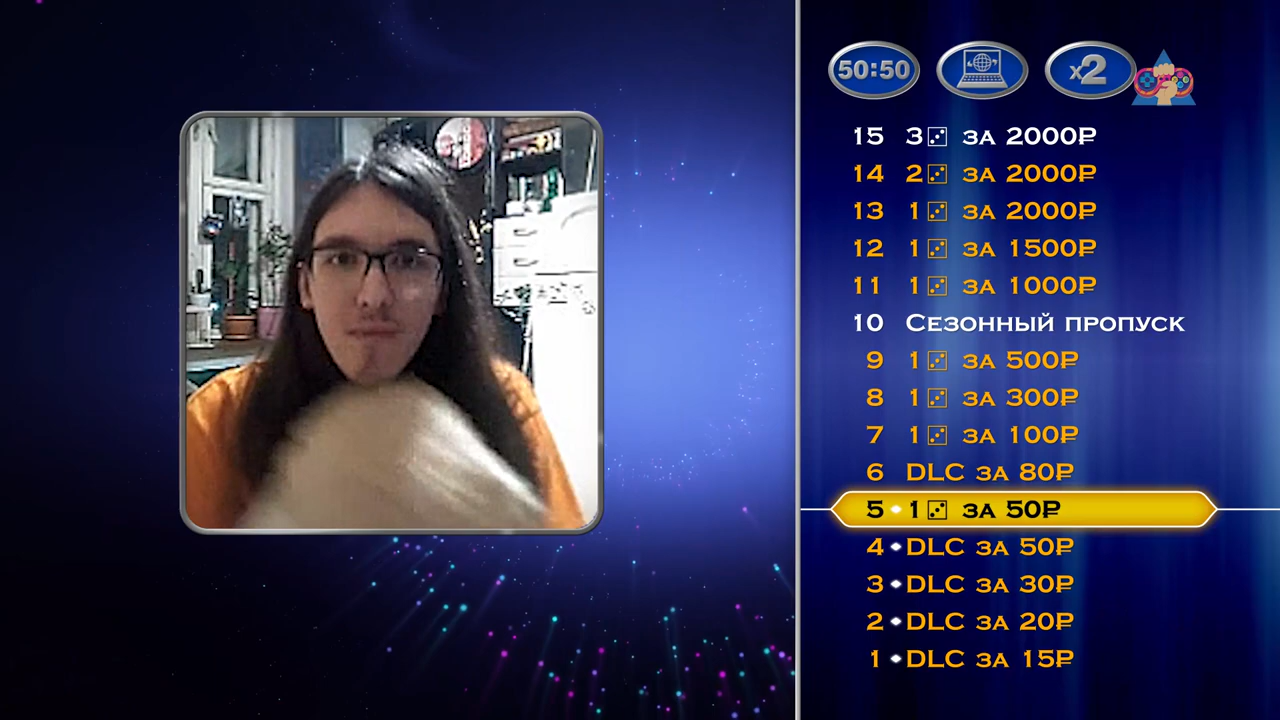 50:50
x2
15 3⚂ ЗА 2000₽
14 2⚂ ЗА 2000₽
13 1⚂ ЗА 2000₽
12 1⚂ ЗА 1500₽
11 1⚂ ЗА 1000₽
10 СЕЗОННЫЙ ПРОПУСК
9 1⚂ ЗА 500₽
8 1⚂ ЗА 300₽
7 1⚂ ЗА 100₽
6 DLC ЗА 80₽
5 ◆ 1⚂ ЗА 50₽
4 ◆ DLC ЗА 50₽
3 ◆ DLC ЗА 30₽
2 ◆ DLC ЗА 20₽
1 ◆ DLC ЗА 15₽